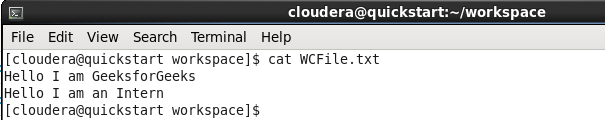 cloudera@quickstart:~/workspace
File Edit View Search Terminal Help
[cloudera@quickstart workspace]$ cat WCFile.txt
Hello I am GeeksforGeeks
Hello I am an Intern
[cloudera@quickstart workspace]$